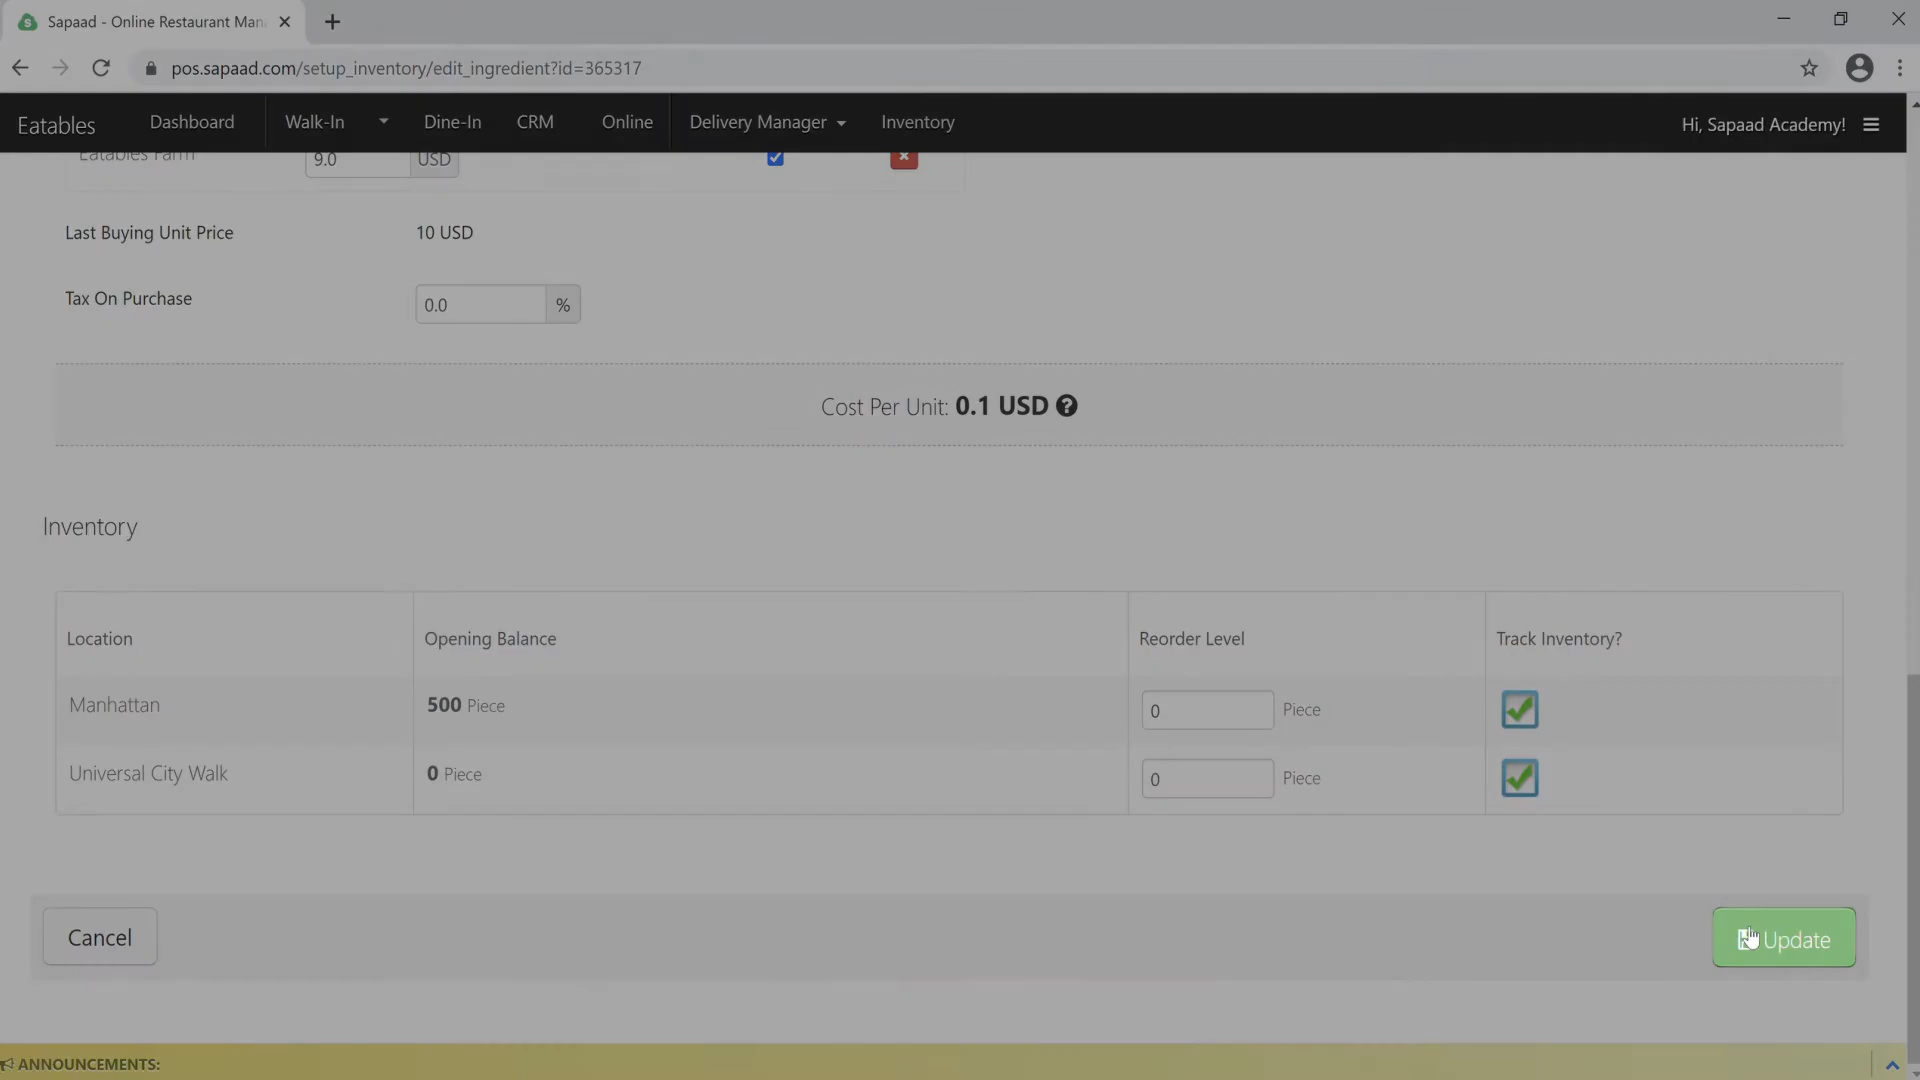 Sapaad - Online Restaurant Man
pos.sapaad.com/setup_inventory/edit_ingredient?id=365317
Eatables Dashboard Walk-In Dine-In CRM Online Delivery Manager Inventory Hi, Sapaad Academy!
Eatables Farm 9.0 USD
Last Buying Unit Price 10 USD
Tax On Purchase 0.0 %
Cost Per Unit: 0.1 USD
Inventory
Location Opening Balance Reorder Level Track Inventory?
Manhattan 500 Piece 0 Piece
Universal City Walk 0 Piece 0 Piece
Cancel Update
ANNOUNCEMENTS: